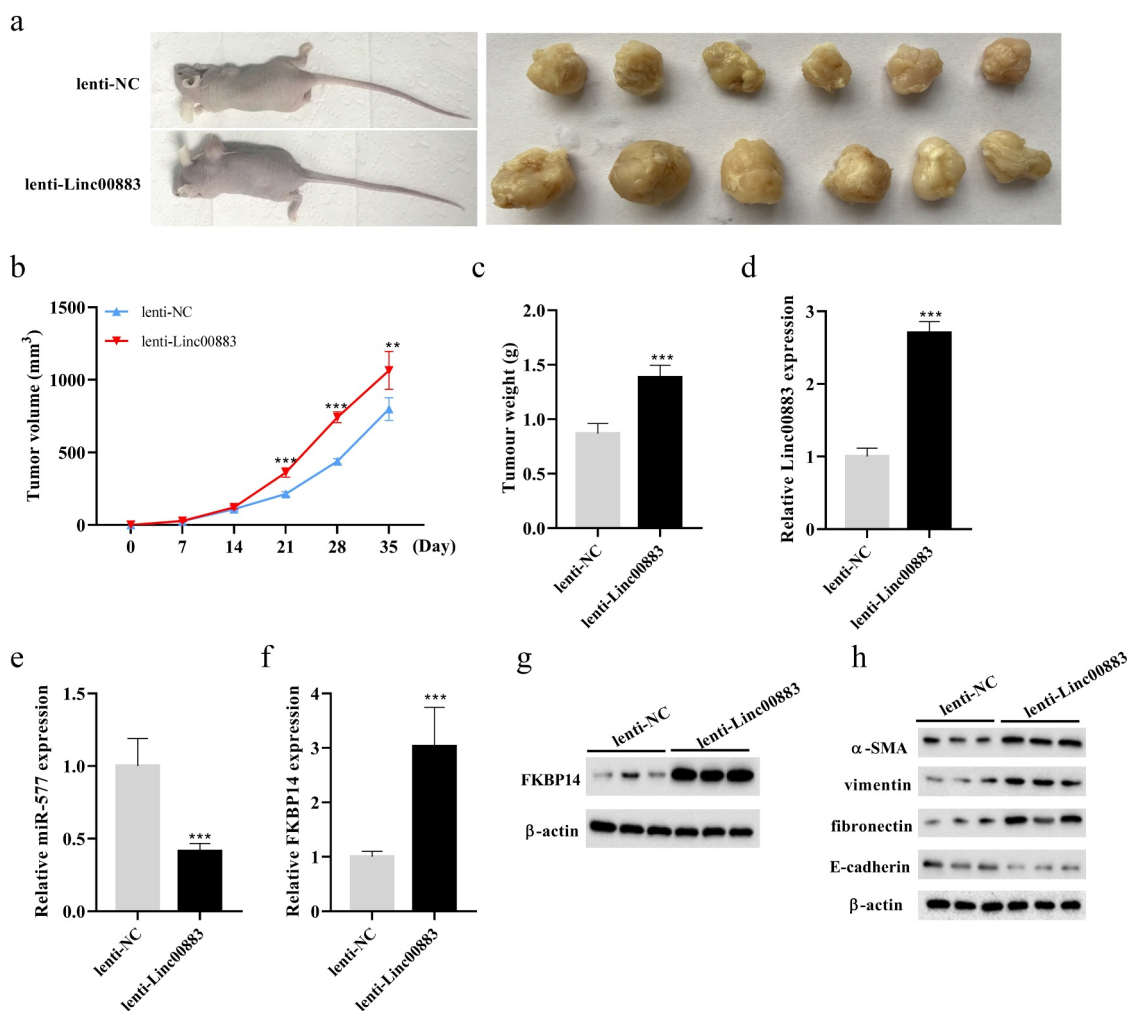 a
lenti-NC
lenti-Linc00883
b
Tumor volume (mm³)
1500
1000
500
0
lenti-NC
lenti-Linc00883
***
***
**
0 7 14 21 28 35 (Day)
c
Tumour weight (g)
2.0
1.5
1.0
0.5
0.0
***
lenti-NC
lenti-Linc00883
d
Relative Linc00883 expression
3
2
1
0
***
lenti-NC
lenti-Linc00883
e
Relative miR-577 expression
1.5
1.0
0.5
0.0
***
lenti-NC
lenti-Linc00883
f
Relative FKBP14 expression
4
3
2
1
0
***
lenti-NC
lenti-Linc00883
g
lenti-NC
lenti-Linc00883
FKBP14
β-actin
h
lenti-NC
lenti-Linc00883
α-SMA
vimentin
fibronectin
E-cadherin
β-actin